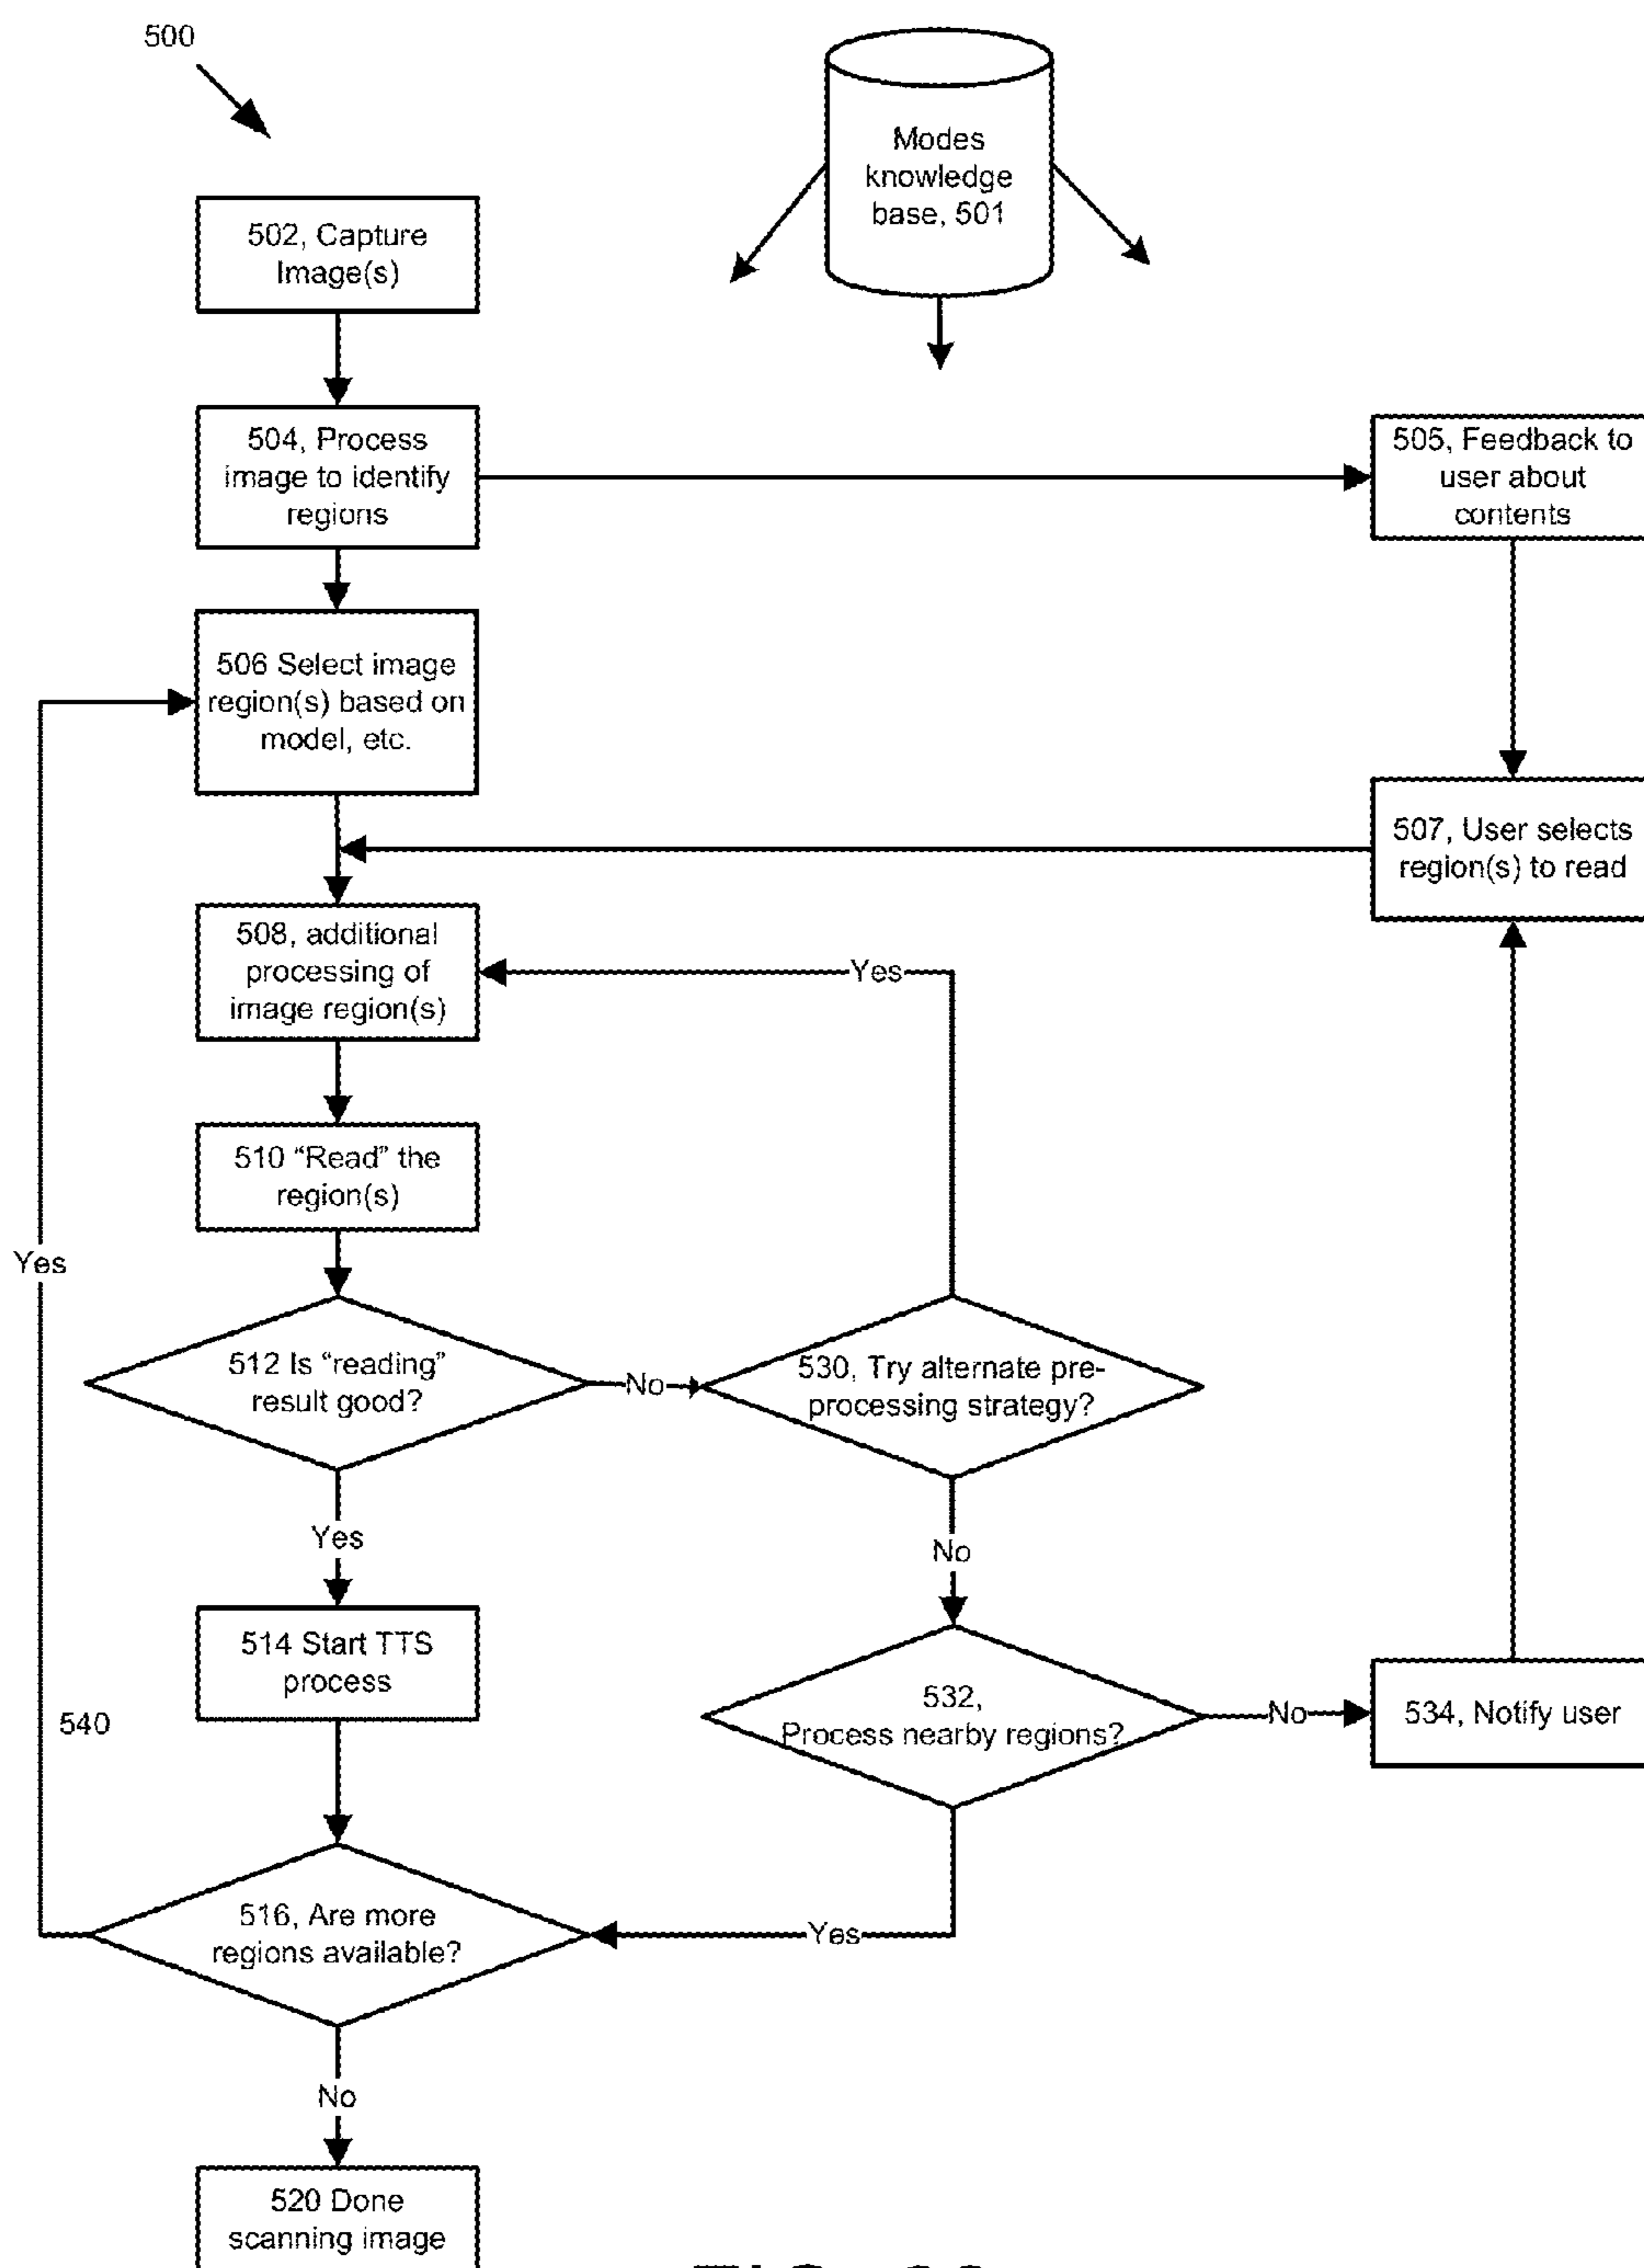 500
Modes
knowledge
base, 501
502, Capture
Image(s)
504, Process
image to identify
regions
505, Feedback to
user about
contents
506 Select image
region(s) based on
model, etc.
507, User selects
region(s) to read
508, additional
processing of
image region(s)
Yes
510 “Read” the
region(s)
Yes
512 Is “reading”
result good?
No
530, Try alternate pre-
processing strategy?
Yes
No
514 Start TTS
process
532,
Process nearby regions?
No
534, Notify user
540
516, Are more
regions available?
Yes
No
520 Done
scanning image